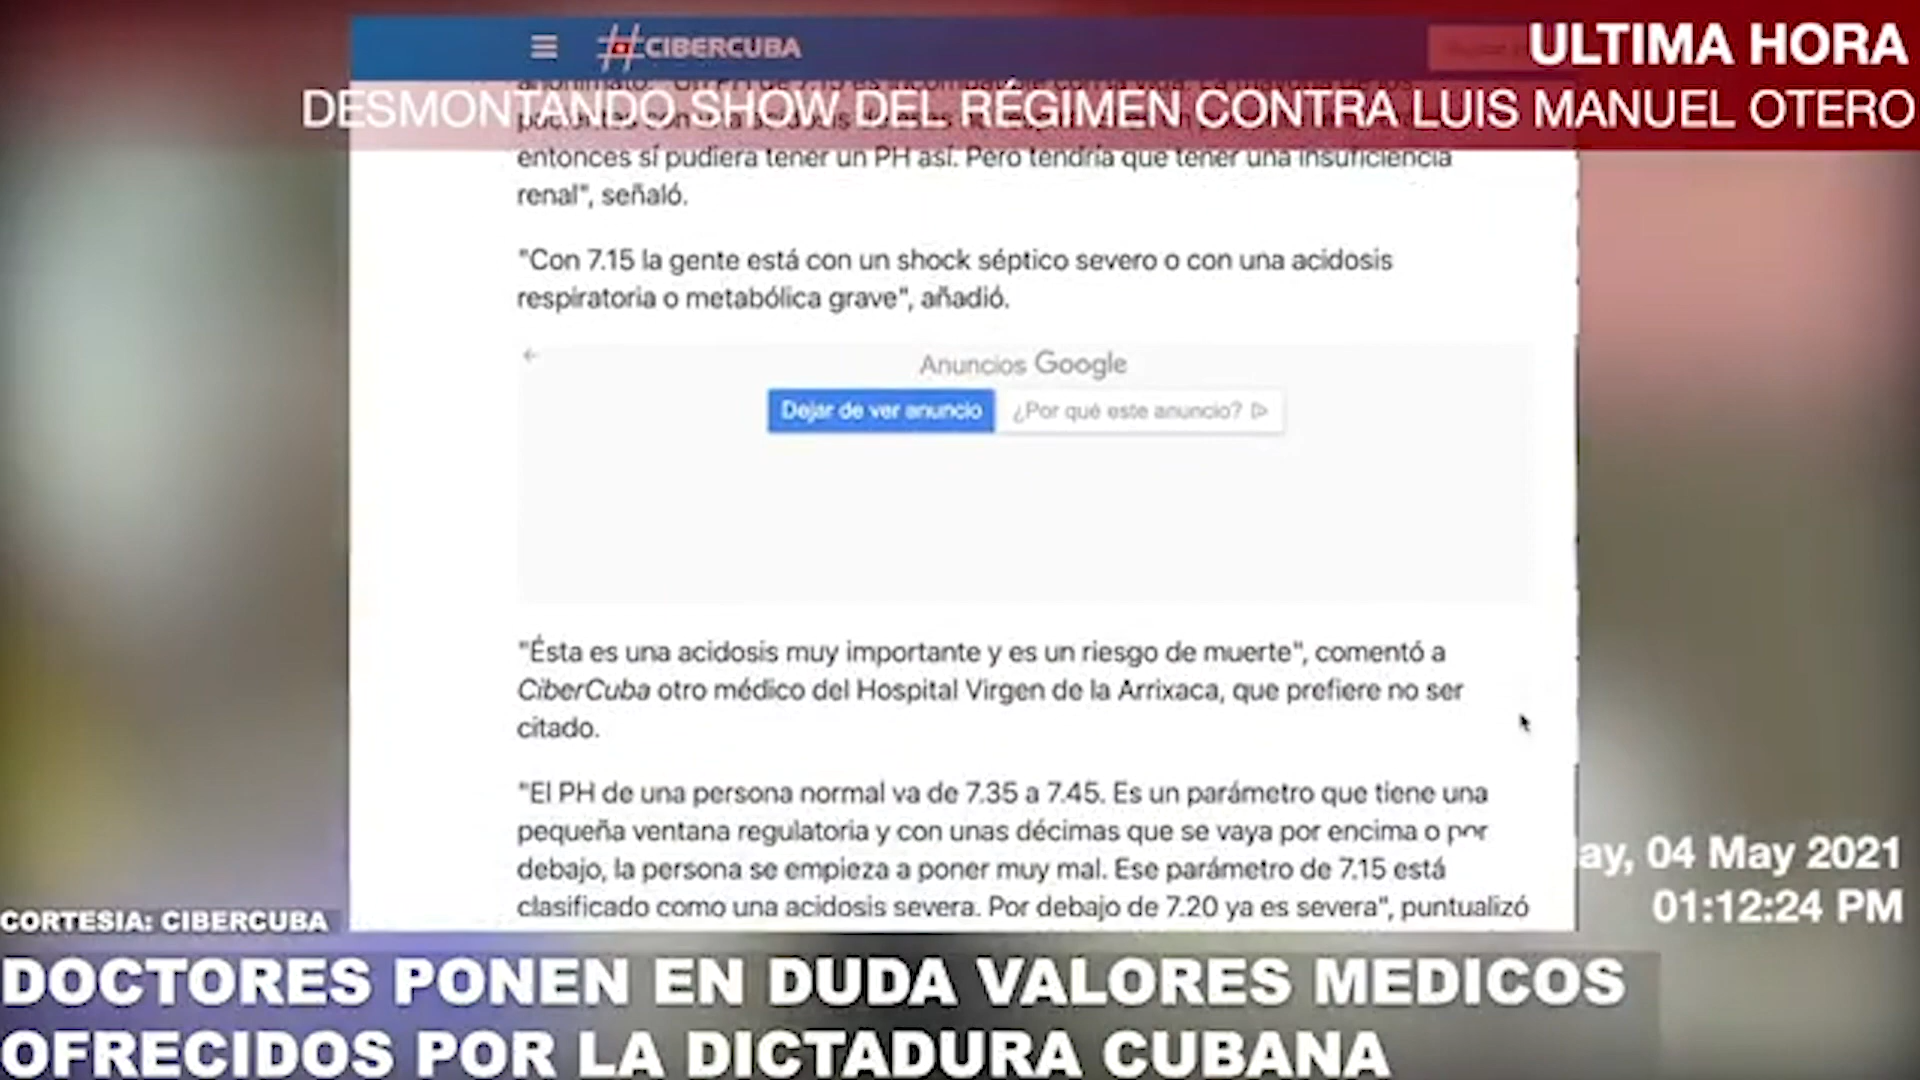 #CIBERCUBA
ULTIMA HORA
DESMONTANDO SHOW DEL RÉGIMEN CONTRA LUIS MANUEL OTERO
entonces sí pudiera tener un PH así. Pero tendría que tener una insuficiencia
renal", señaló.
"Con 7.15 la gente está con un shock séptico severo o con una acidosis
respiratoria o metabólica grave", añadió.
Anuncios Google
Dejar de ver anuncio
¿Por qué este anuncio?
"Ésta es una acidosis muy importante y es un riesgo de muerte", comentó a
CiberCuba otro médico del Hospital Virgen de la Arrixaca, que prefiere no ser
citado.
"El PH de una persona normal va de 7.35 a 7.45. Es un parámetro que tiene una
pequeña ventana regulatoria y con unas décimas que se vaya por encima o por
debajo, la persona se empieza a poner muy mal. Ese parámetro de 7.15 está
clasificado como una acidosis severa. Por debajo de 7.20 ya es severa", puntualizó
ay, 04 May 2021
01:12:24 PM
CORTESIA: CIBERCUBA
DOCTORES PONEN EN DUDA VALORES MEDICOS
OFRECIDOS POR LA DICTADURA CUBANA